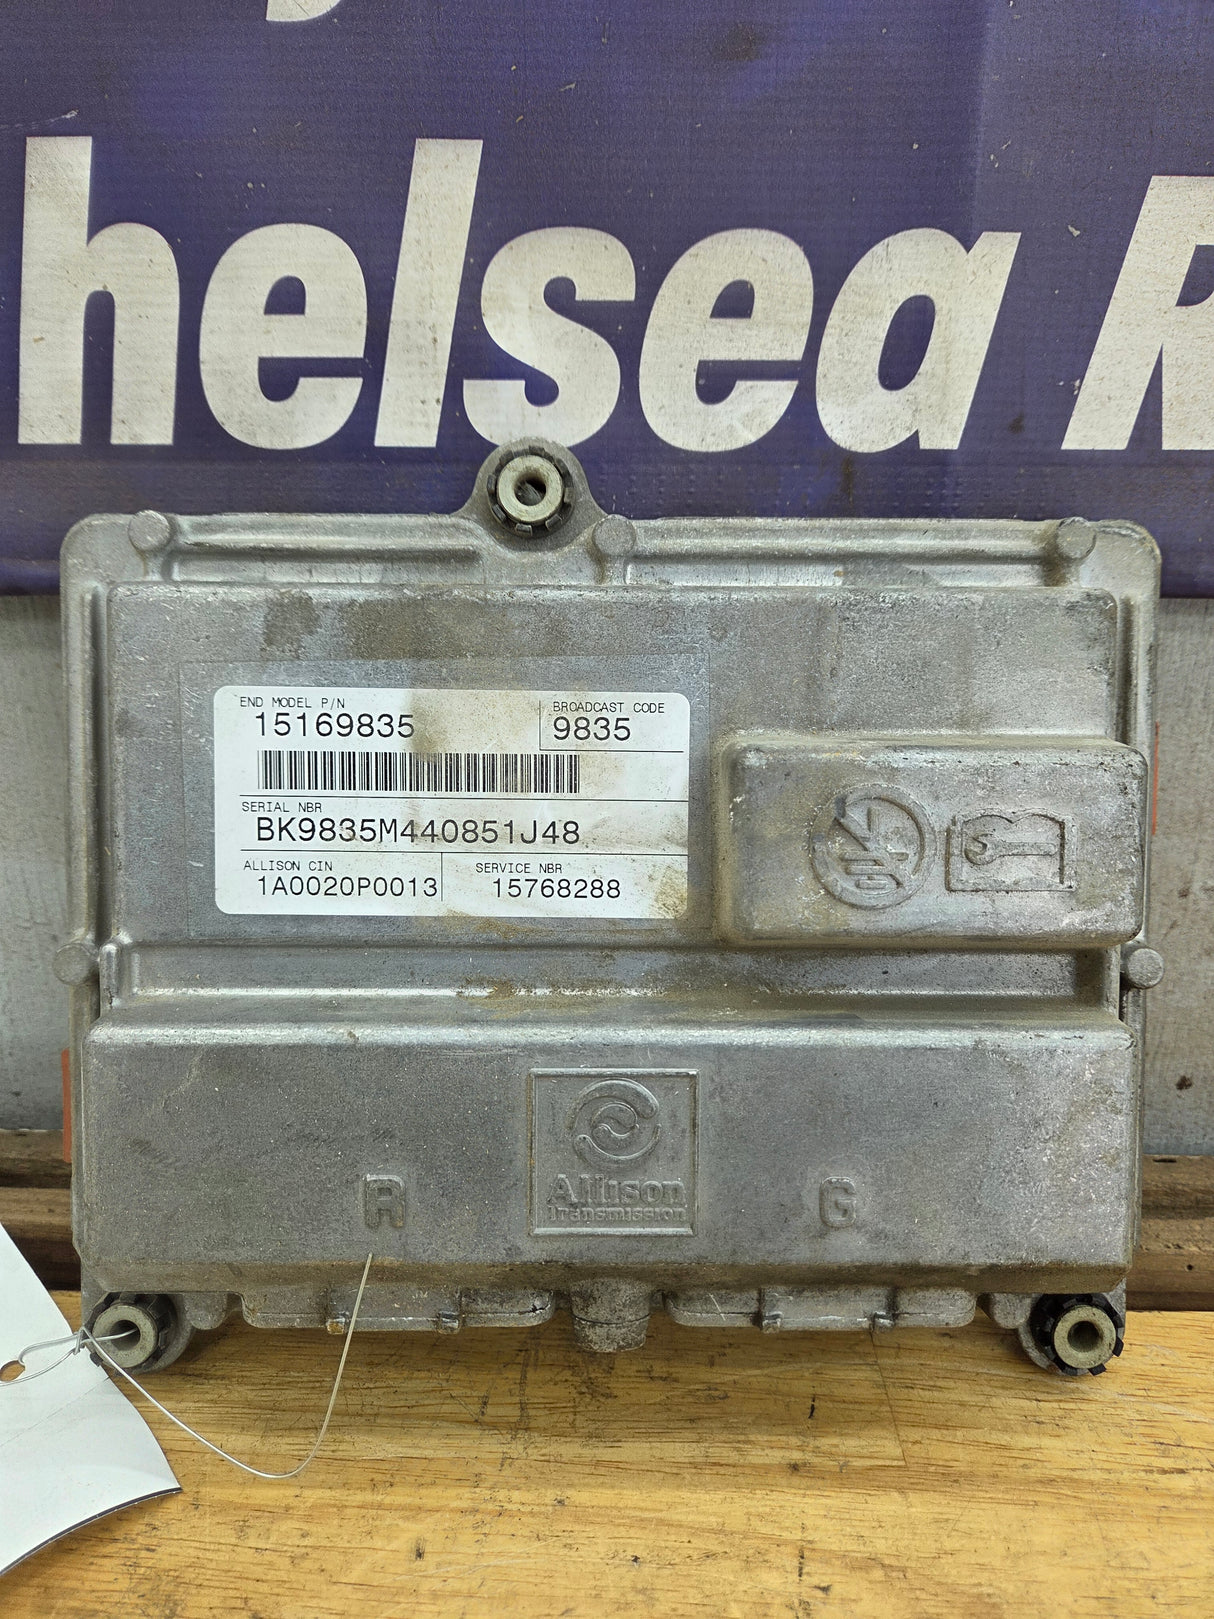 helsea R
END MODEL P/N
15169835
BROADCAST CODE
9835
SERIAL NBR
BK9835M440851J48
ALLISON CIN
1A0020P0013
SERVICE NBR
15768288
Allison
Transmission
R
G